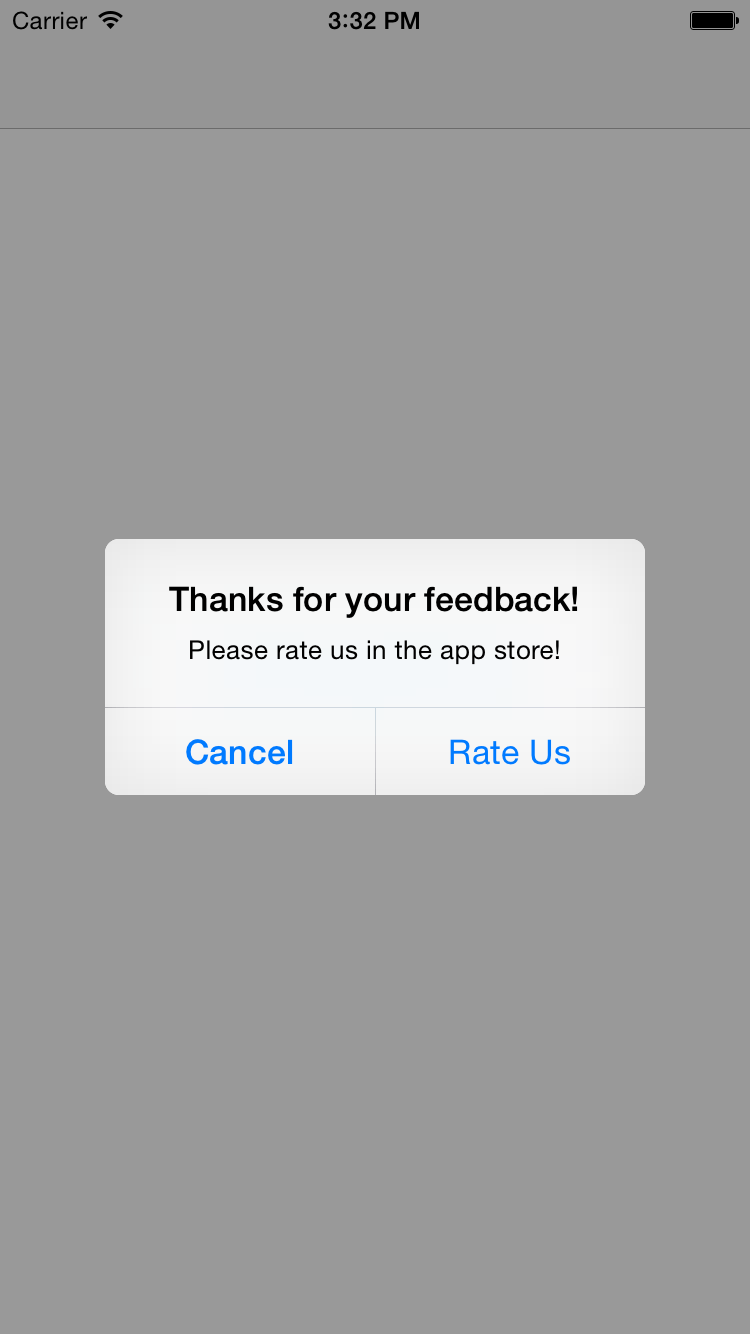 Carrier 3:32 PM
Thanks for your feedback!
Please rate us in the app store!
Cancel Rate Us